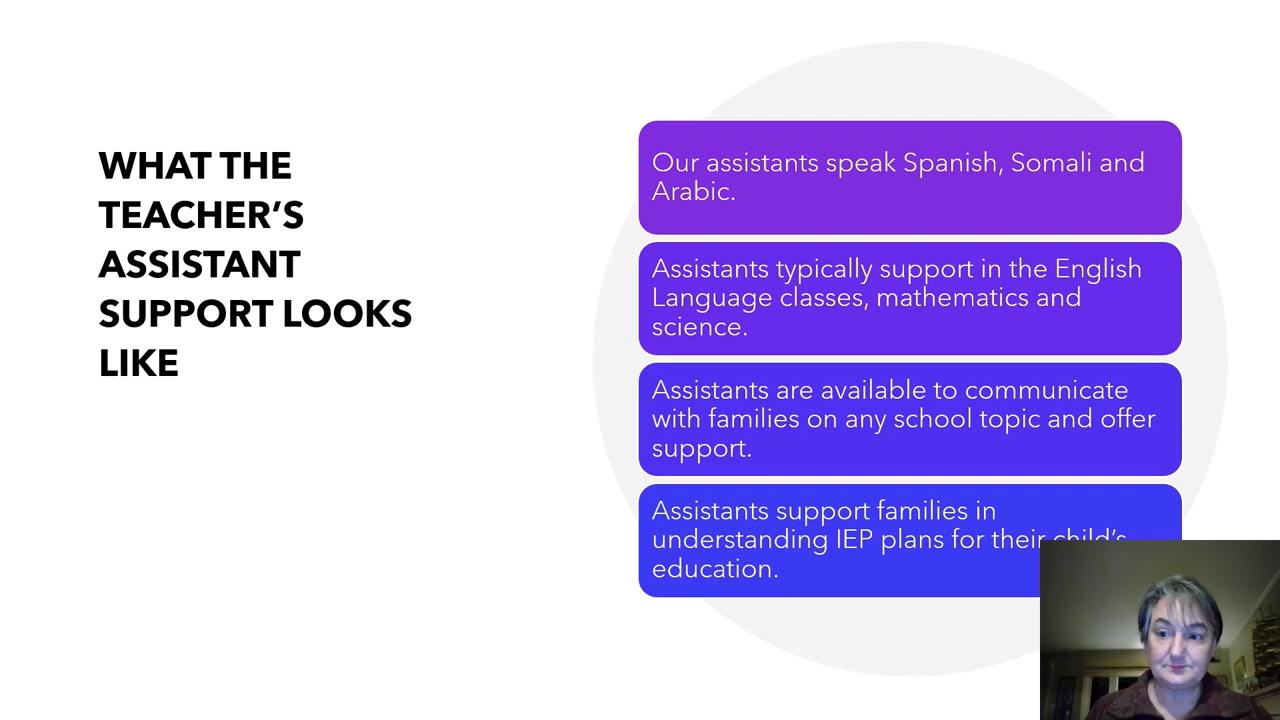 WHAT THE
TEACHER’S
ASSISTANT
SUPPORT LOOKS
LIKE
Our assistants speak Spanish, Somali and
Arabic.
Assistants typically support in the English
Language classes, mathematics and
science.
Assistants are available to communicate
with families on any school topic and offer
support.
Assistants support families in
understanding IEP plans for their child’s
education.